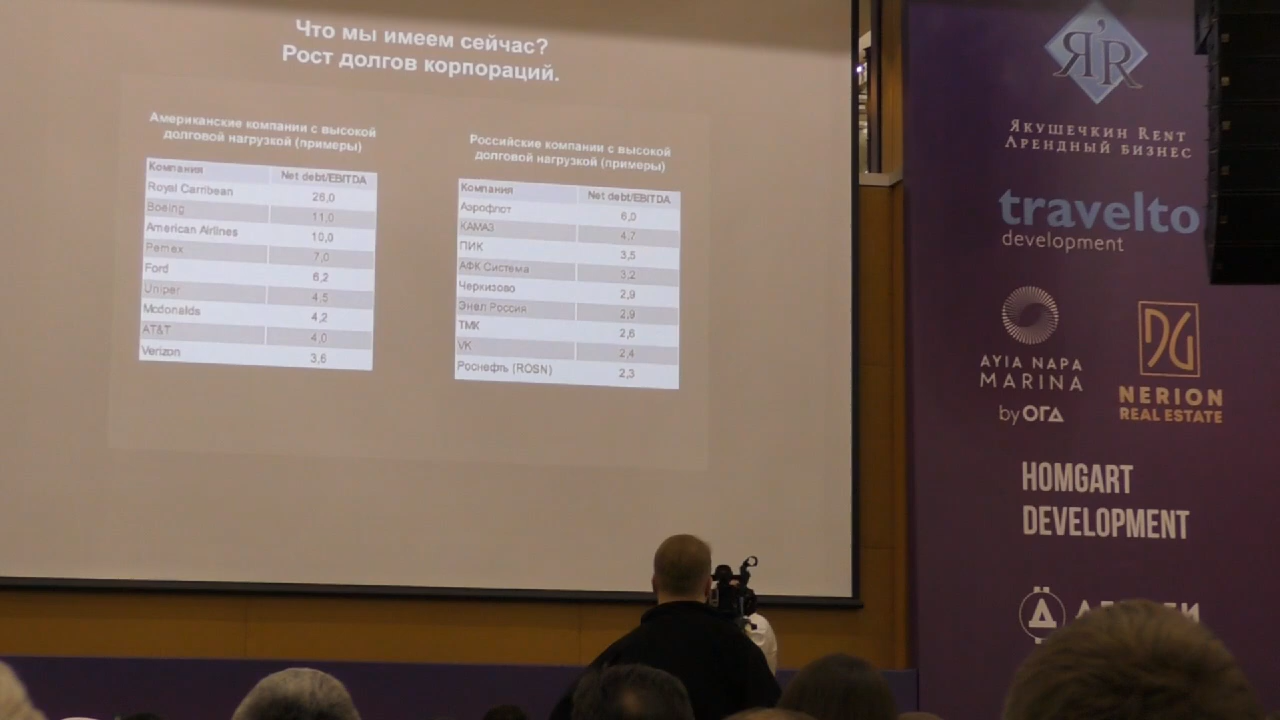 Что мы имеем сейчас?
Рост долгов корпораций.
Американские компании с высокой
долговой нагрузкой (примеры)
Компания Net debt/EBITDA
Royal Carribean 26,0
Boeing 11,0
American Airlines 10,0
Pemex 7,0
Ford 6,2
Uniper 4,5
Mcdonalds 4,2
AT&T 4,0
Verizon 3,6
Российские компании с высокой
долговой нагрузкой (примеры)
Компания Net debt/EBITDA
Аэрофлот 6,0
КАМАЗ 4,7
ПИК 3,5
АФК Система 3,2
Черкизово 2,9
Энел Россия 2,9
ТМК 2,6
VK 2,4
Роснефть (ROSN) 2,3
Я'R
Якушечкин Rent
Арендный бизнес
travelto
development
AYIA NAPA
MARINA
by ΟΓΔ
NERION
REAL ESTATE
HOMGART
DEVELOPMENT